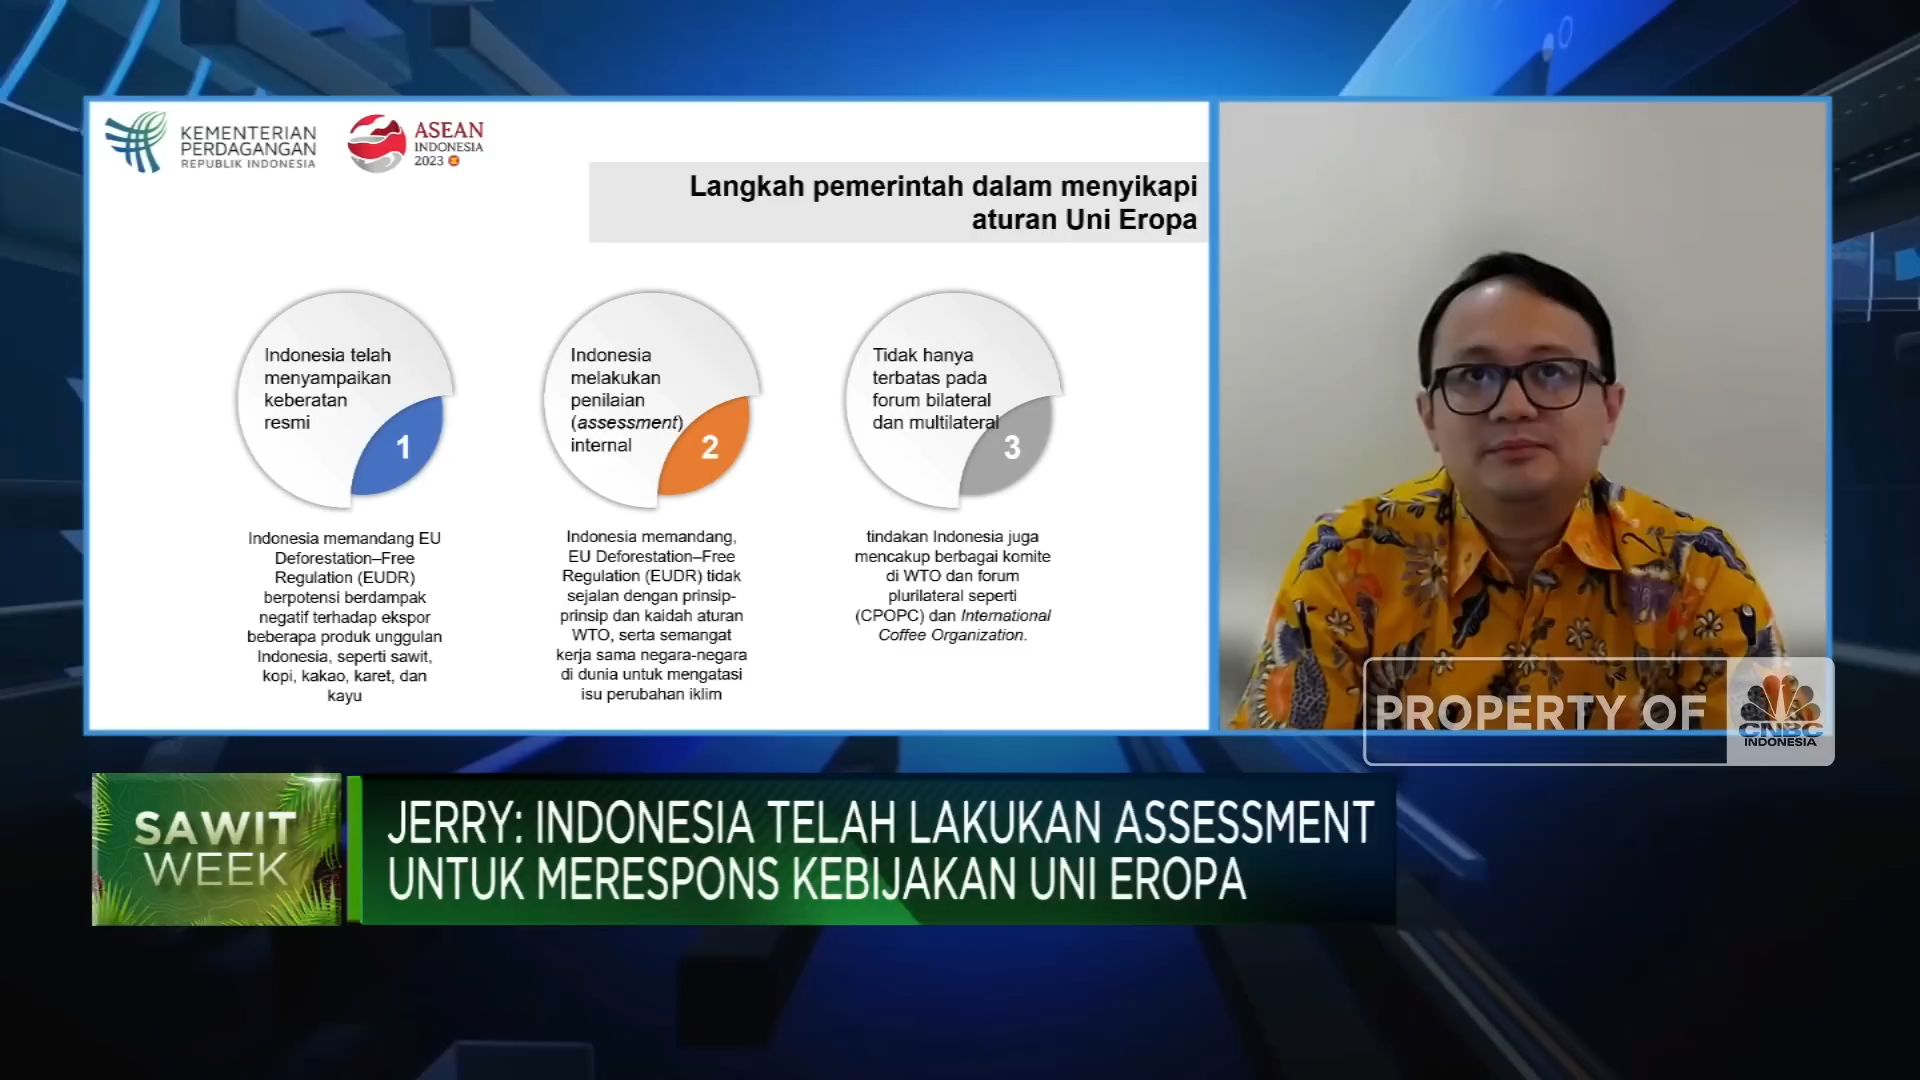 KEMENTERIAN
PERDAGANGAN
REPUBLIK INDONESIA
ASEAN
INDONESIA
2023
Langkah pemerintah dalam menyikapi
aturan Uni Eropa
Indonesia telah
menyampaikan
keberatan
resmi
1
Indonesia memandang EU
Deforestation–Free
Regulation (EUDR)
berpotensi berdampak
negatif terhadap ekspor
beberapa produk unggulan
Indonesia, seperti sawit,
kopi, kakao, karet, dan
kayu
Indonesia
melakukan
penilaian
(assessment)
internal
2
Indonesia memandang,
EU Deforestation–Free
Regulation (EUDR) tidak
sejalan dengan prinsip-
prinsip dan kaidah aturan
WTO, serta semangat
kerja sama negara-negara
di dunia untuk mengatasi
isu perubahan iklim
Tidak hanya
terbatas pada
forum bilateral
dan multilateral
3
tindakan Indonesia juga
mencakup berbagai komite
di WTO dan forum
plurilateral seperti
(CPOPC) dan International
Coffee Organization.
PROPERTY OF
CNBC
INDONESIA
SAWIT
WEEK
JERRY: INDONESIA TELAH LAKUKAN ASSESSMENT
UNTUK MERESPONS KEBIJAKAN UNI EROPA